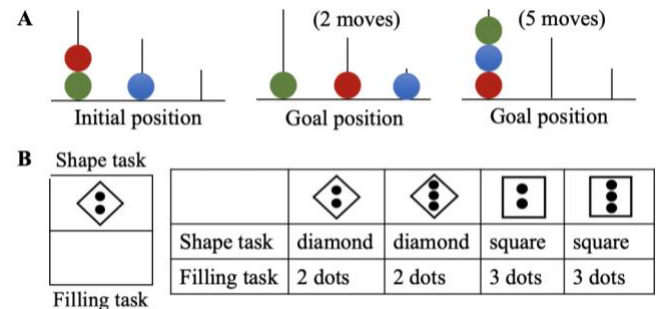 A
(2 moves)
(5 moves)
Initial position
Goal position
Goal position
B
Shape task
Filling task
Shape task diamond diamond square square
Filling task 2 dots 2 dots 3 dots 3 dots